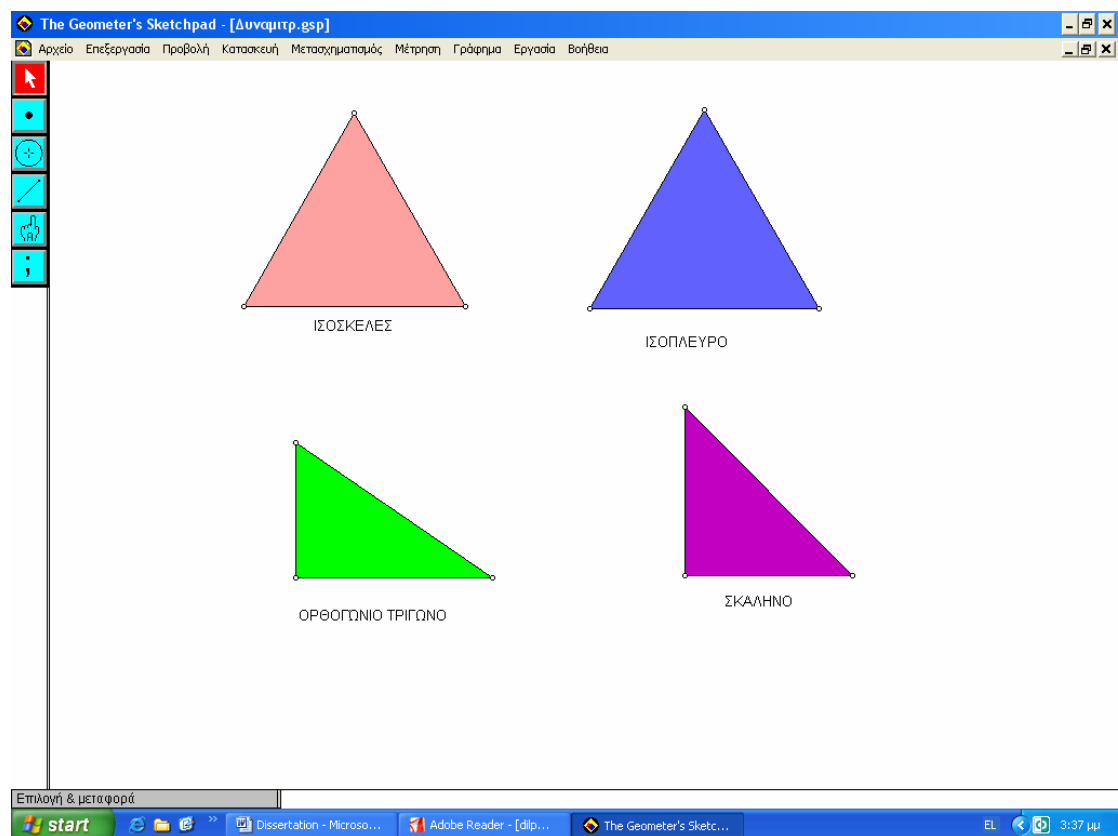 The Geometer's Sketchpad - [Δυναμιτρ.gsp]
Αρχείο Επεξεργασία Προβολή Κατασκευή Μετασχηματισμός Μέτρηση Γράφημα Εργασία Βοήθεια
A
;
ΙΣΟΣΚΕΛΕΣ
ΙΣΟΠΛΕΥΡΟ
ΟΡΘΟΓΩΝΙΟ ΤΡΙΓΩΝΟ
ΣΚΑΛΗΝΟ
Επιλογή & μεταφορά
start
Dissertation - Microso...
Adobe Reader - [dilp...
The Geometer's Sketc...
EL
3:37 μμ